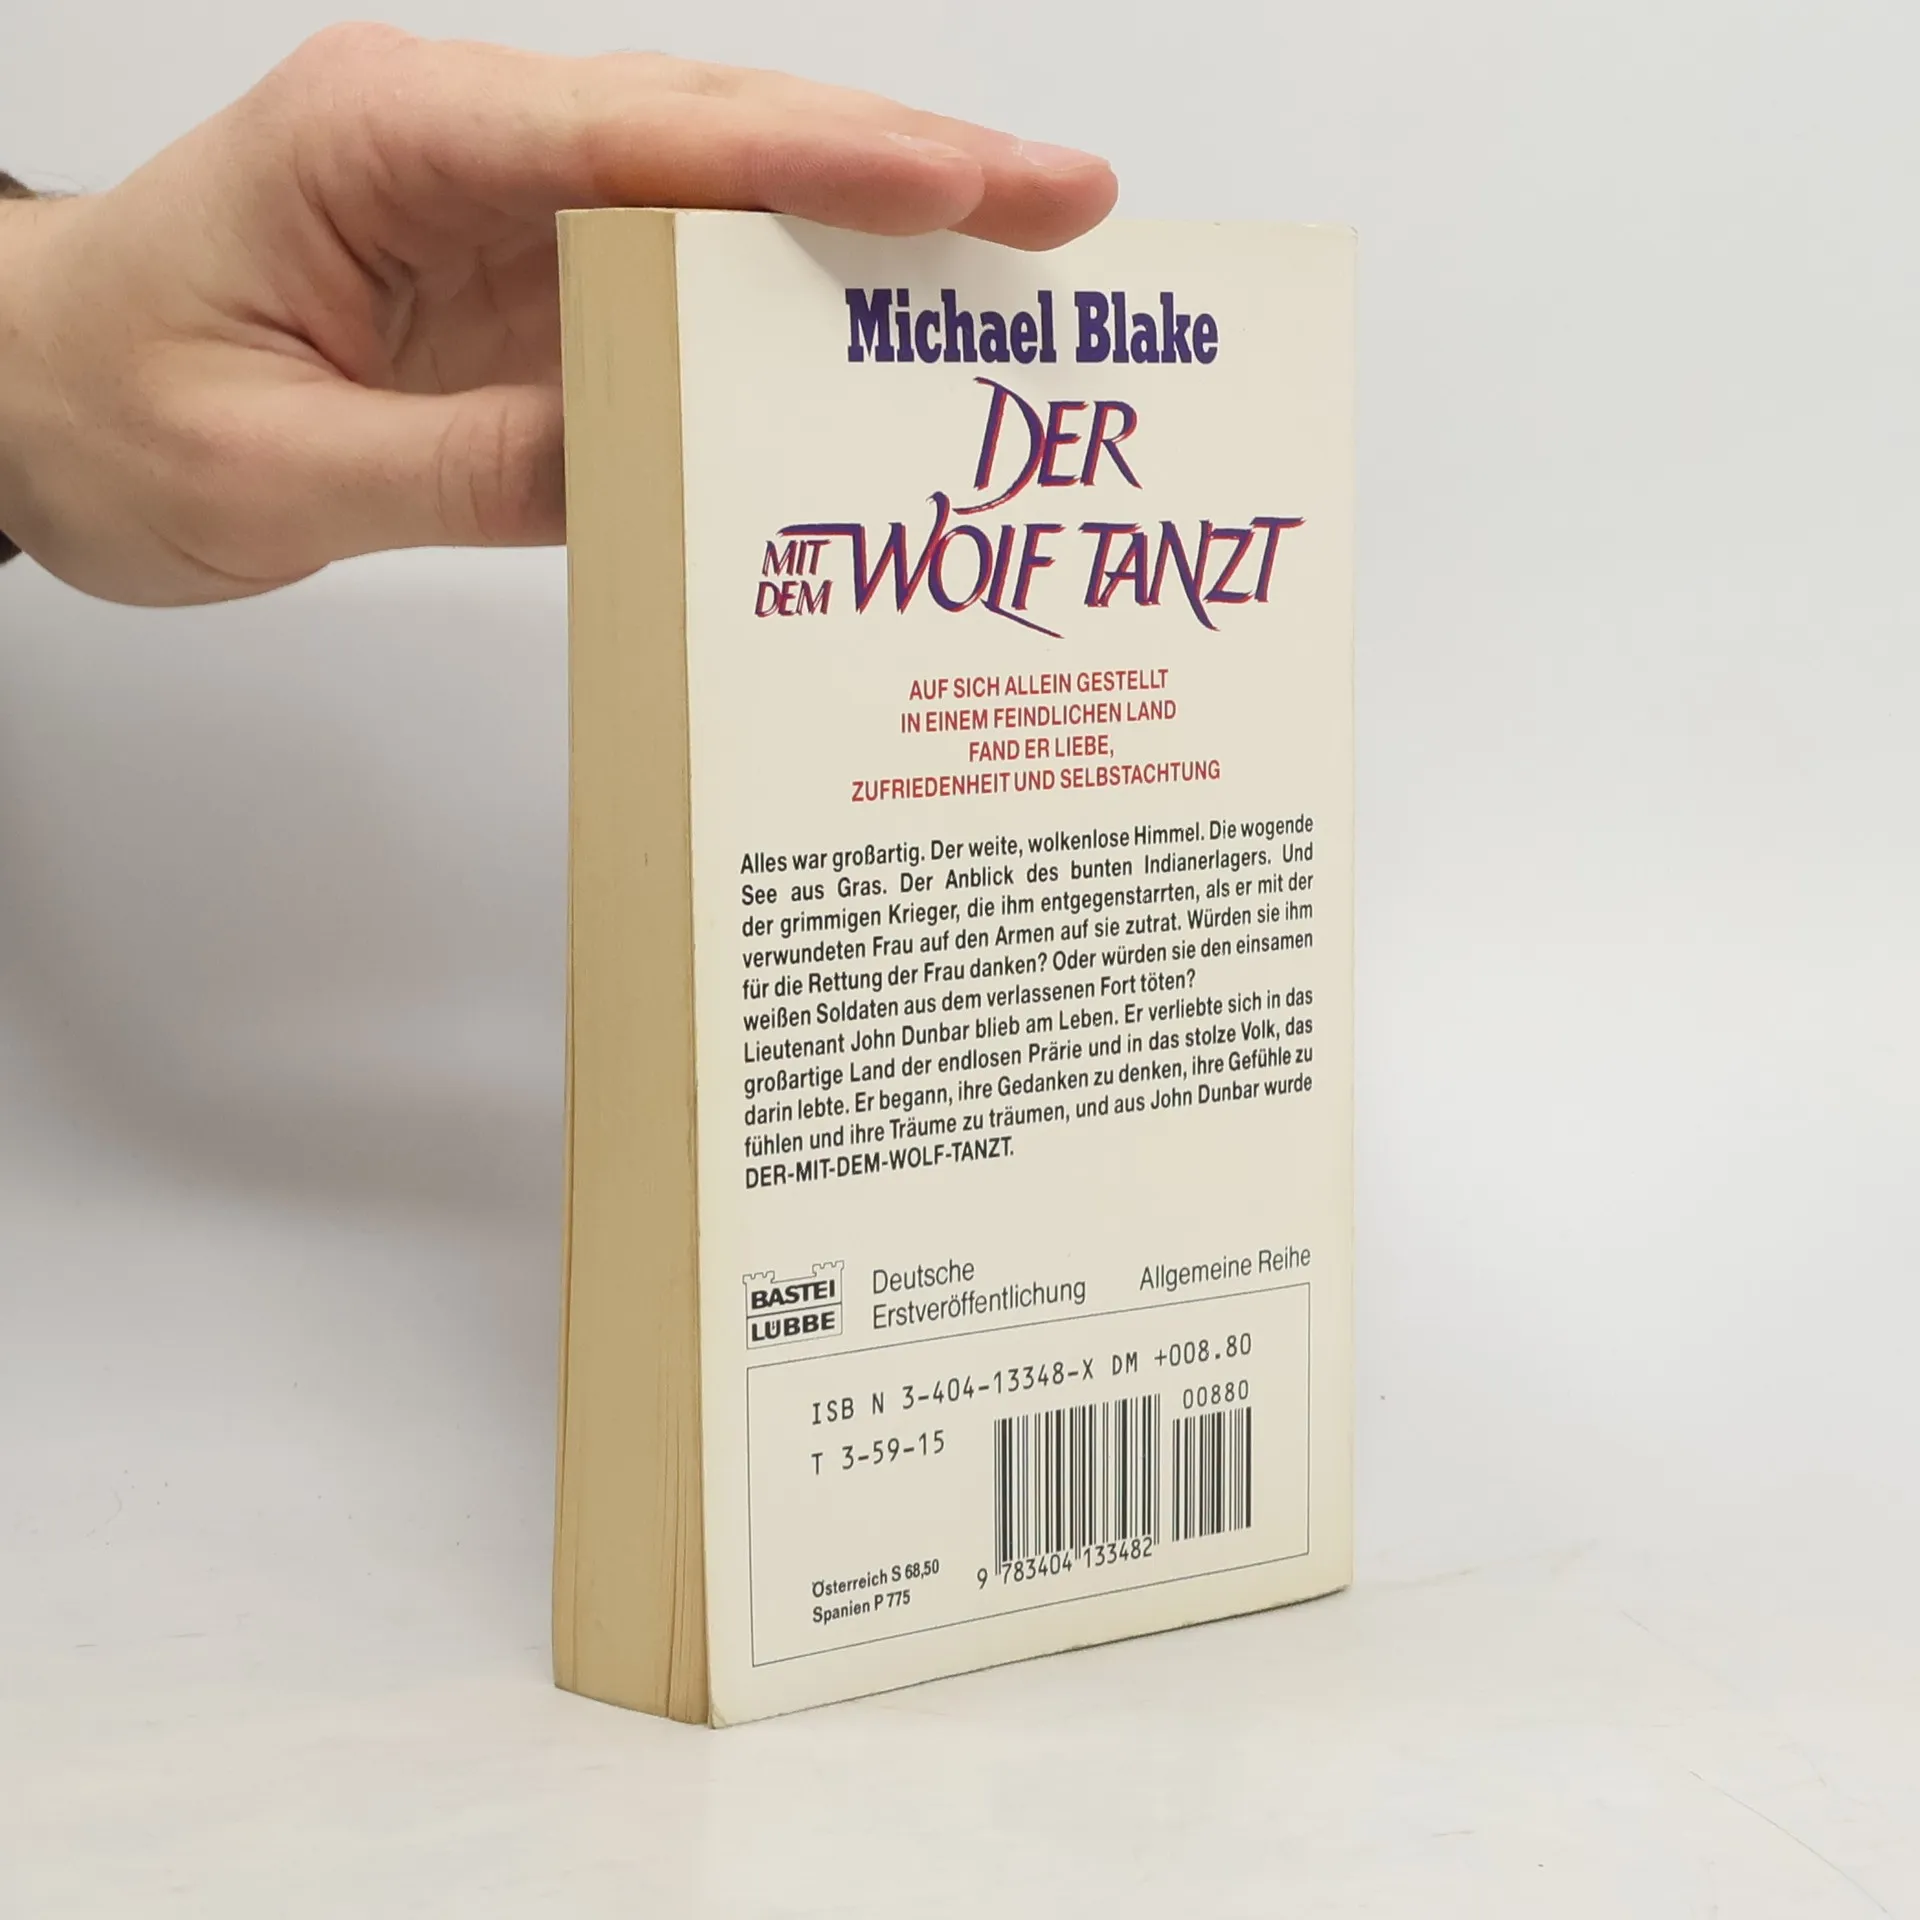 Michael Blake
DER
MIT DEM WOLF TANZT
AUF SICH ALLEIN GESTELLT
IN EINEM FEINDLICHEN LAND
FAND ER LIEBE,
ZUFRIEDENHEIT UND SELBSTACHTUNG
Alles war großartig. Der weite, wolkenlose Himmel. Die wogende
See aus Gras. Der Anblick des bunten Indianerlagers. Und
der grimmigen Krieger, die ihm entgegenstarrten, als er mit der
verwundeten Frau auf den Armen auf sie zutrat. Würden sie ihm
für die Rettung der Frau danken? Oder würden sie den einsamen
weißen Soldaten aus dem verlassenen Fort töten?
Lieutenant John Dunbar blieb am Leben. Er verliebte sich in das
großartige Land der endlosen Prärie und in das stolze Volk, das
darin lebte. Er begann, ihre Gedanken zu denken, ihre Gefühle zu
fühlen und ihre Träume zu träumen, und aus John Dunbar wurde
DER-MIT-DEM-WOLF-TANZT.
BASTEI
LÜBBE
Deutsche
Erstveröffentlichung
Allgemeine Reihe
ISB N 3-404-13348-X DM +008.80
00880
T 3-59-15
9 783404 133482
Österreich S 68,50
Spanien P 775